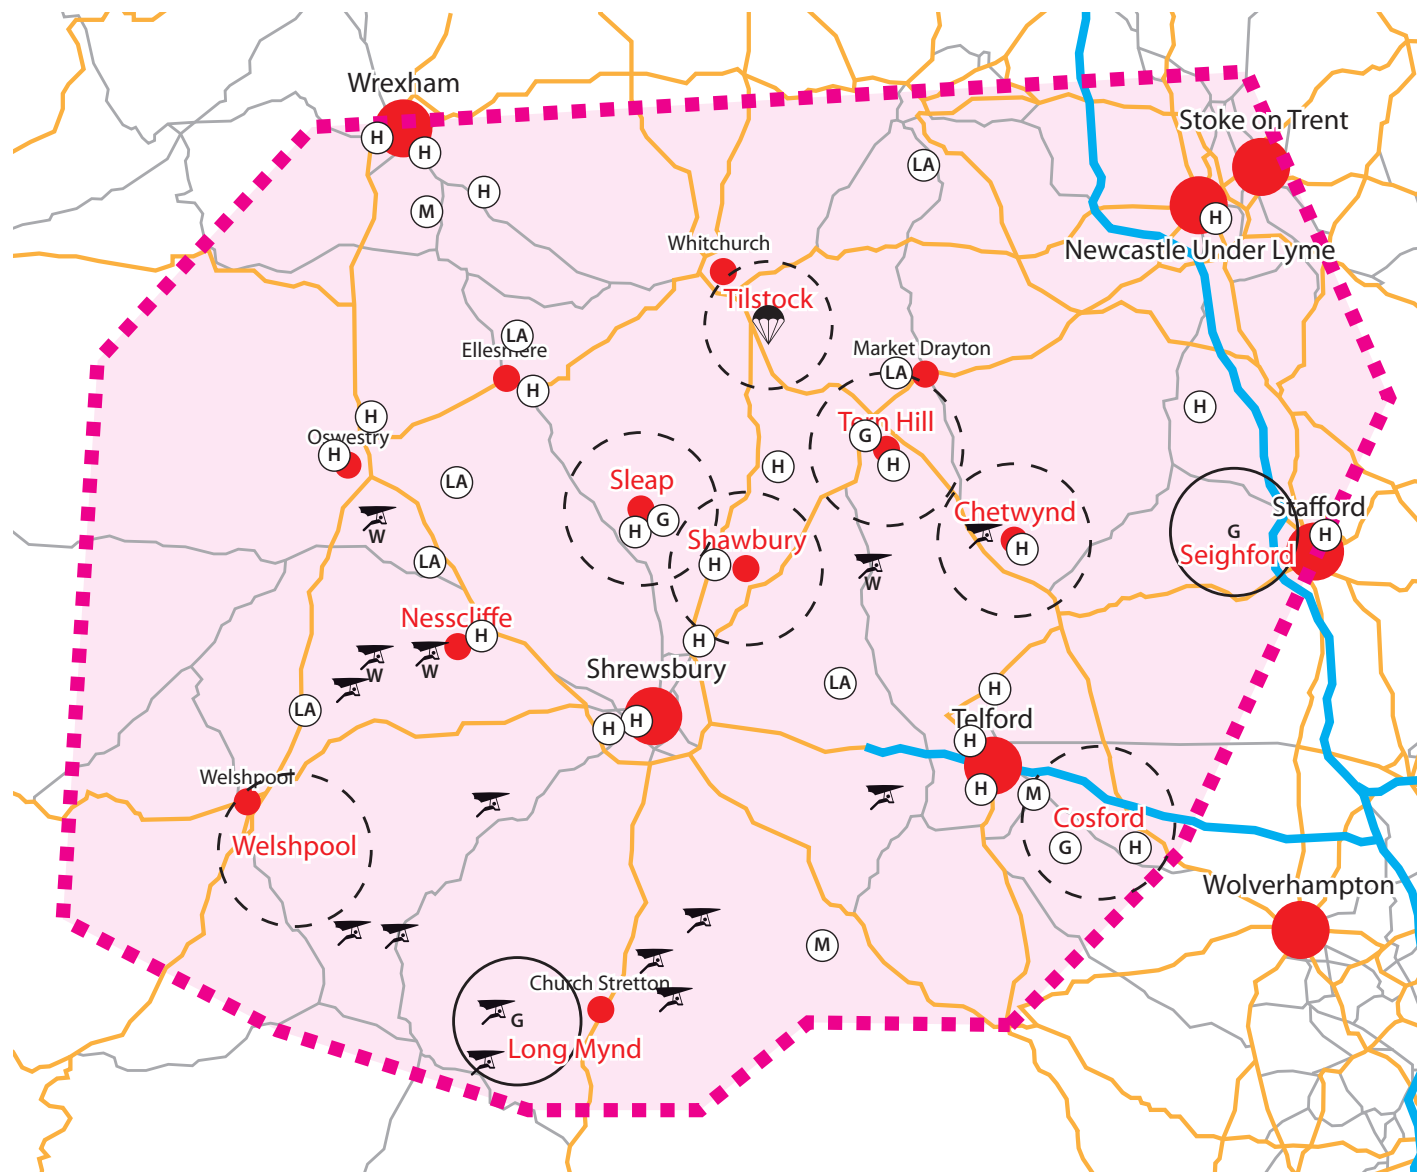 Wrexham
Stoke on Trent
H
H
LA
H
M
H
Whitchurch
Newcastle Under Lyme
Tilstock
LA
Ellesmere
Market Drayton
LA
H
H
H
Oswestry
Tern Hill
G
H
H
H
LA
Sleap
G
H
Chetwynd
H
Stafford
H
G
Seighford
W
Shawbury
H
LA
W
Nesscliffe
H
H
W
W
Shrewsbury
LA
H
LA
H
H
Telford
H
H
M
Welshpool
Welshpool
Cosford
G
H
Wolverhampton
M
Church Stretton
G
Long Mynd